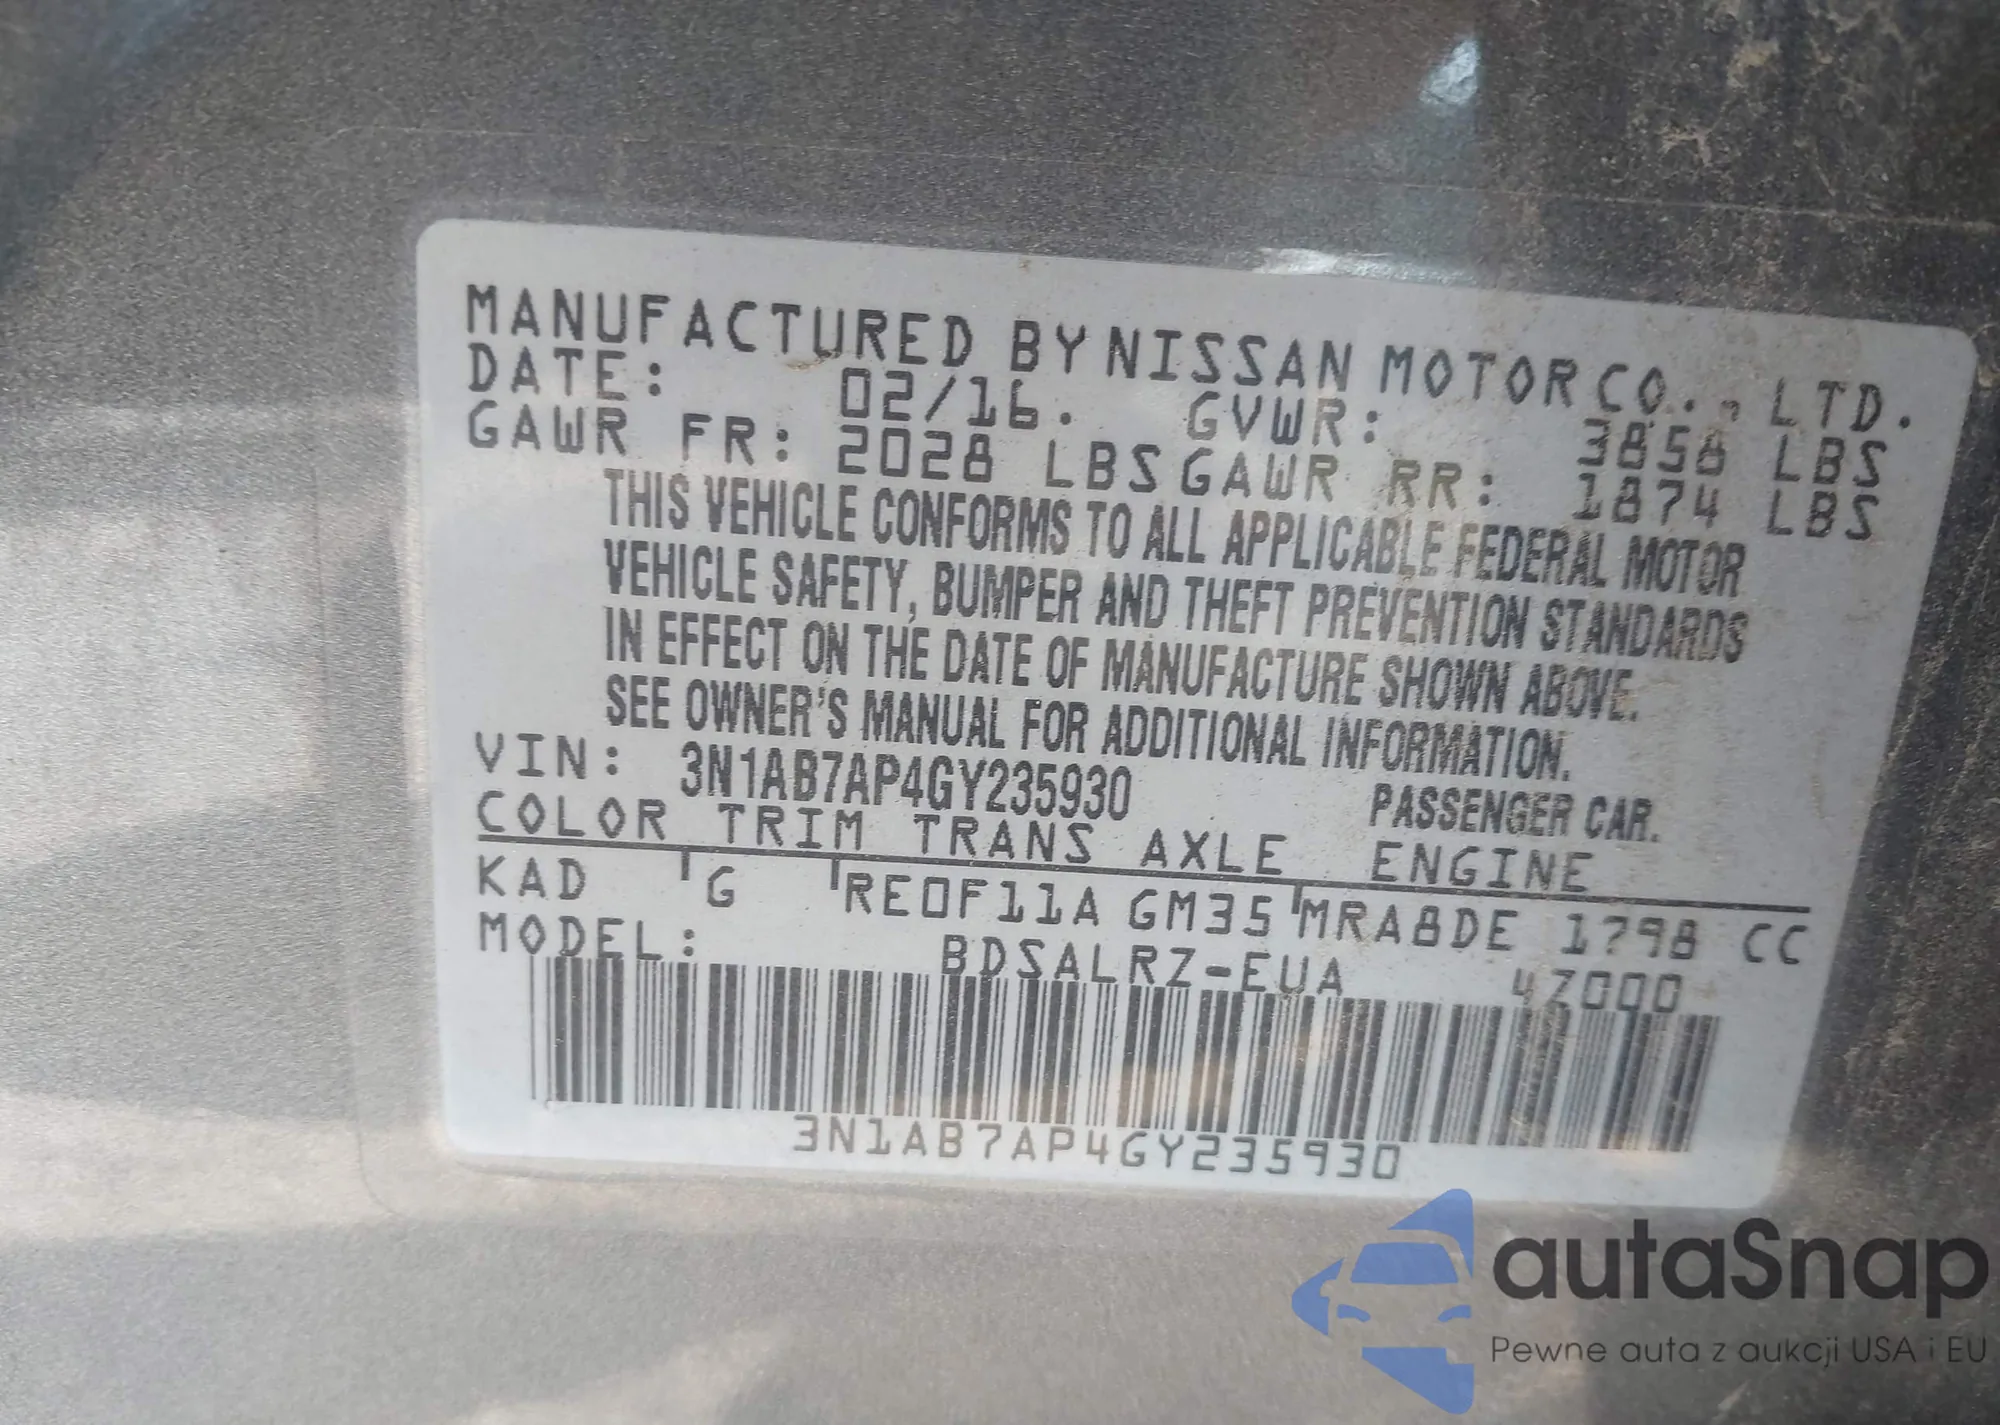 MANUFACTURED BY NISSAN MOTOR CO., LTD.
DATE: 02/16. GVWR: 3858 LBS
GAWR FR: 2028 LBS GAWR RR: 1874 LBS
THIS VEHICLE CONFORMS TO ALL APPLICABLE FEDERAL MOTOR
VEHICLE SAFETY, BUMPER AND THEFT PREVENTION STANDARDS
IN EFFECT ON THE DATE OF MANUFACTURE SHOWN ABOVE.
SEE OWNER'S MANUAL FOR ADDITIONAL INFORMATION.
VIN: 3N1AB7AP4GY235930 PASSENGER CAR.
COLOR TRIM TRANS AXLE ENGINE
KAD G RE0F11A GM35 MRA8DE 1798 CC
MODEL: BDSALRZ-EUA 4Z000
3N1AB7AP4GY235930
autaSnap
Pewne auta z aukcji USA i EU